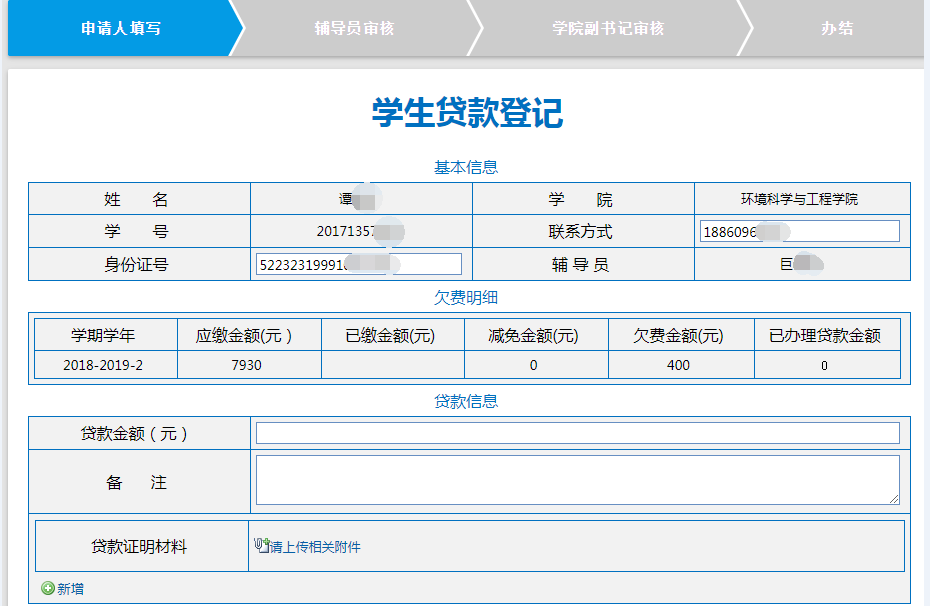 申请人填写 辅导员审核 学院副书记审核 办结
学生贷款登记
基本信息
姓 名 谭 学 院 环境科学与工程学院
学 号 20171357 联系方式 1886096
身份证号 522323199910 辅 导 员 巨
欠费明细
学期学年 应缴金额(元 ) 已缴金额(元) 减免金额(元) 欠费金额(元) 已办理贷款金额
2018-2019-2 7930 0 400 0
贷款信息
贷款金额（元）
备 注
贷款证明材料 请上传相关附件
新增